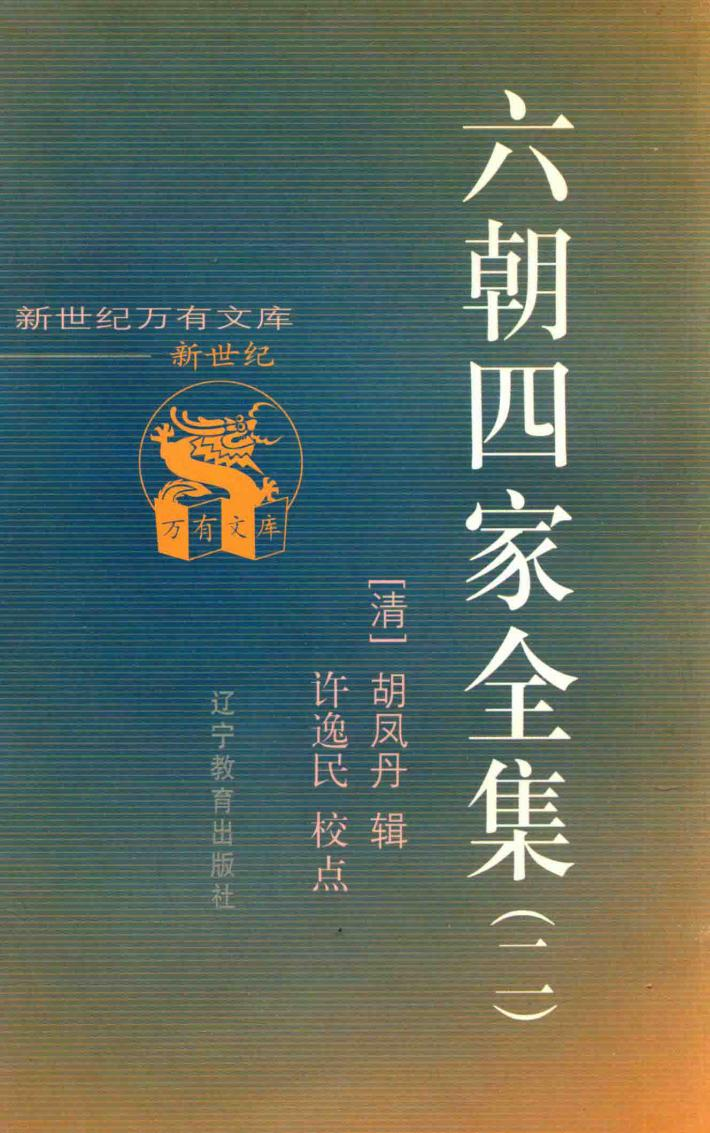 六朝四家全集(二)
[清] 胡凤丹 辑
许逸民 校点
辽宁教育出版社
新世纪万有文库
新世纪
万有文库